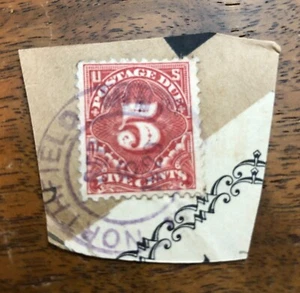 U S
POSTAGE DUE
5
FIVE CENTS
NORTHFIELD